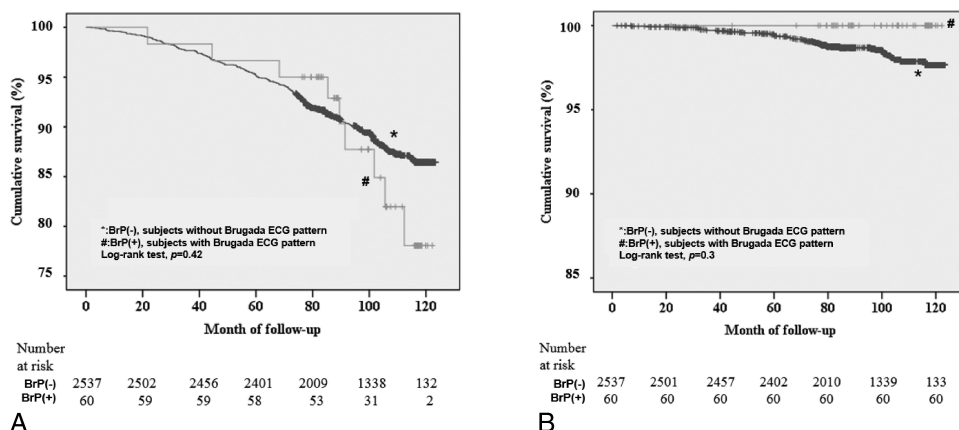 100
95
90
85
80
75
Cumulative survival (%)
*
#
*:BrP(-), subjects without Brugada ECG pattern
#:BrP(+), subjects with Brugada ECG pattern
Log-rank test, p=0.42
0 20 40 60 80 100 120
Month of follow-up
Number
at risk
BrP(-) 2537 2502 2456 2401 2009 1338 132
BrP(+) 60 59 59 58 53 31 2
A
100
95
90
85
Cumulative survival (%)
#
*
*:BrP(-), subjects without Brugada ECG pattern
#:BrP(+), subjects with Brugada ECG pattern
Log-rank test, p=0.3
0 20 40 60 80 100 120
Month of follow-up
Number
at risk
BrP(-) 2537 2501 2457 2402 2010 1339 133
BrP(+) 60 60 60 60 60 60 60
B